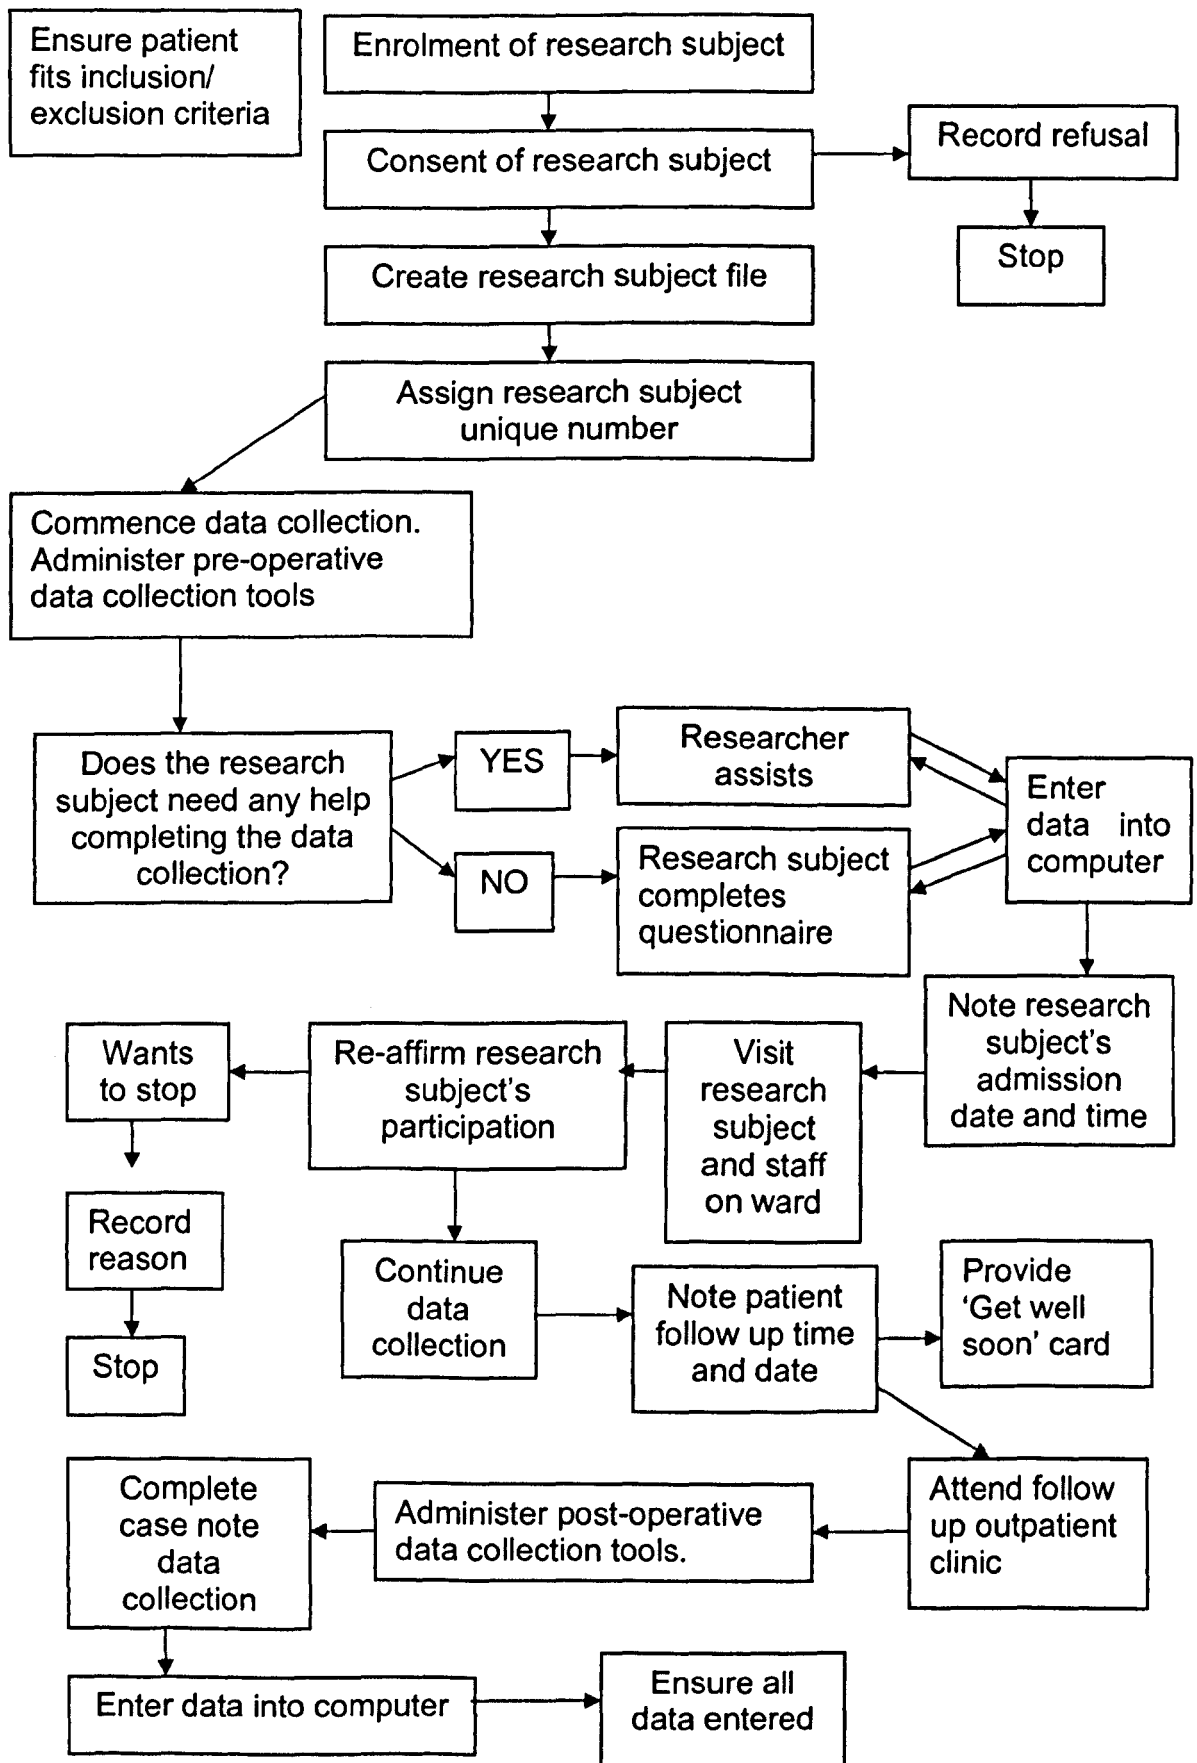 Ensure patient
fits inclusion/
exclusion criteria
Enrolment of research subject
Consent of research subject
Record refusal
Stop
Create research subject file
Assign research subject
unique number
Commence data collection.
Administer pre-operative
data collection tools
Does the research
subject need any help
completing the data
collection?
YES
NO
Researcher
assists
Research subject
completes
questionnaire
Enter
data into
computer
Note research
subject's
admission
date and time
Visit
research
subject
and staff
on ward
Re-affirm research
subject's
participation
Wants
to stop
Record
reason
Stop
Continue
data
collection
Note patient
follow up time
and date
Provide
‘Get well
soon’ card
Attend follow
up outpatient
clinic
Administer post-operative
data collection tools.
Complete
case note
data
collection
Enter data into computer
Ensure all
data entered